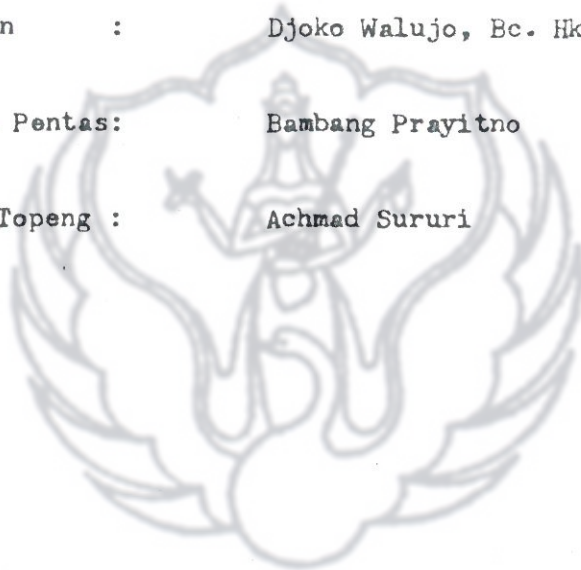 n : Djoko Walujo, Bc. Hk
Pentas: Bambang Prayitno
Topeng : Achmad Sururi